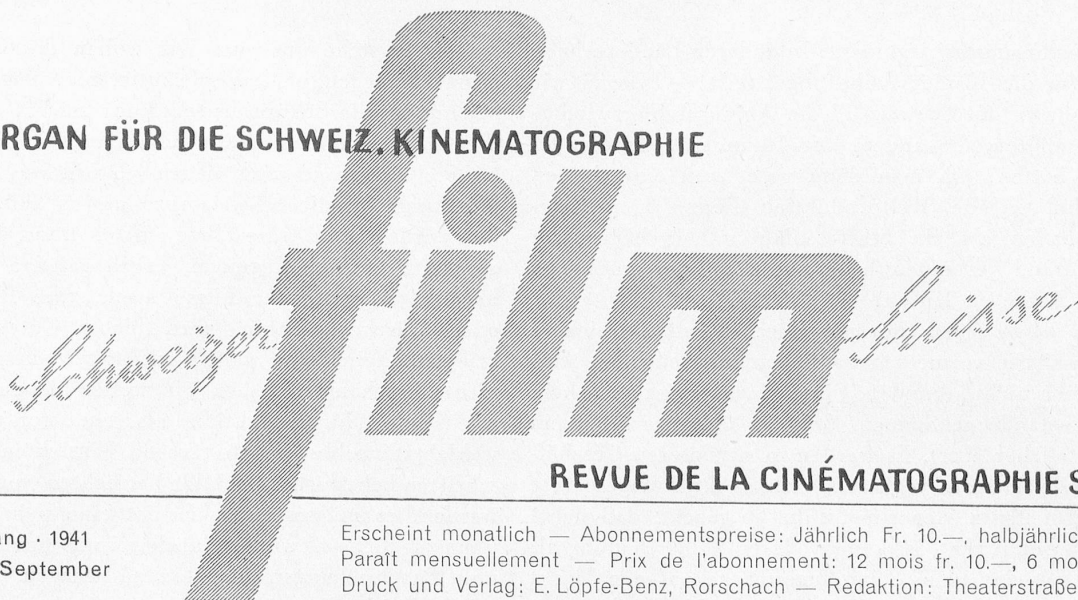 RGAN FÜR DIE SCHWEIZ. KINEMATOGRAPHIE
Schweizer film Suisse
REVUE DE LA CINÉMATOGRAPHIE S
ang · 1941
September
Erscheint monatlich — Abonnementspreise: Jährlich Fr. 10.—, halbjährlic
Paraît mensuellement — Prix de l'abonnement: 12 mois fr. 10.—, 6 mo
Druck und Verlag: E. Löpfe-Benz, Rorschach — Redaktion: Theaterstraße